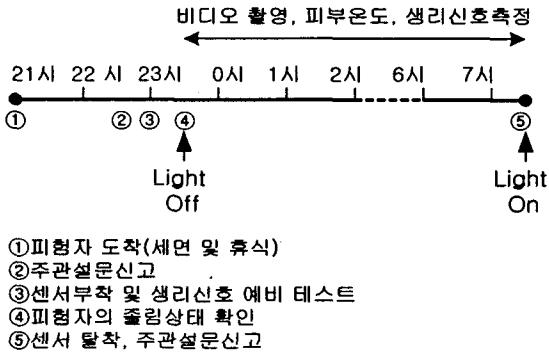 비디오 촬영, 피부온도, 생리신호측정
21시 22 시 23시 0시 1시 2시 6시 7시
① ② ③ ④ ⑤
Light Off
Light On
①피험자 도착(세면 및 휴식)
②주관설문신고
③센서부착 및 생리신호 예비 테스트
④피험자의 졸림상태 확인
⑤센서 탈착, 주관설문신고